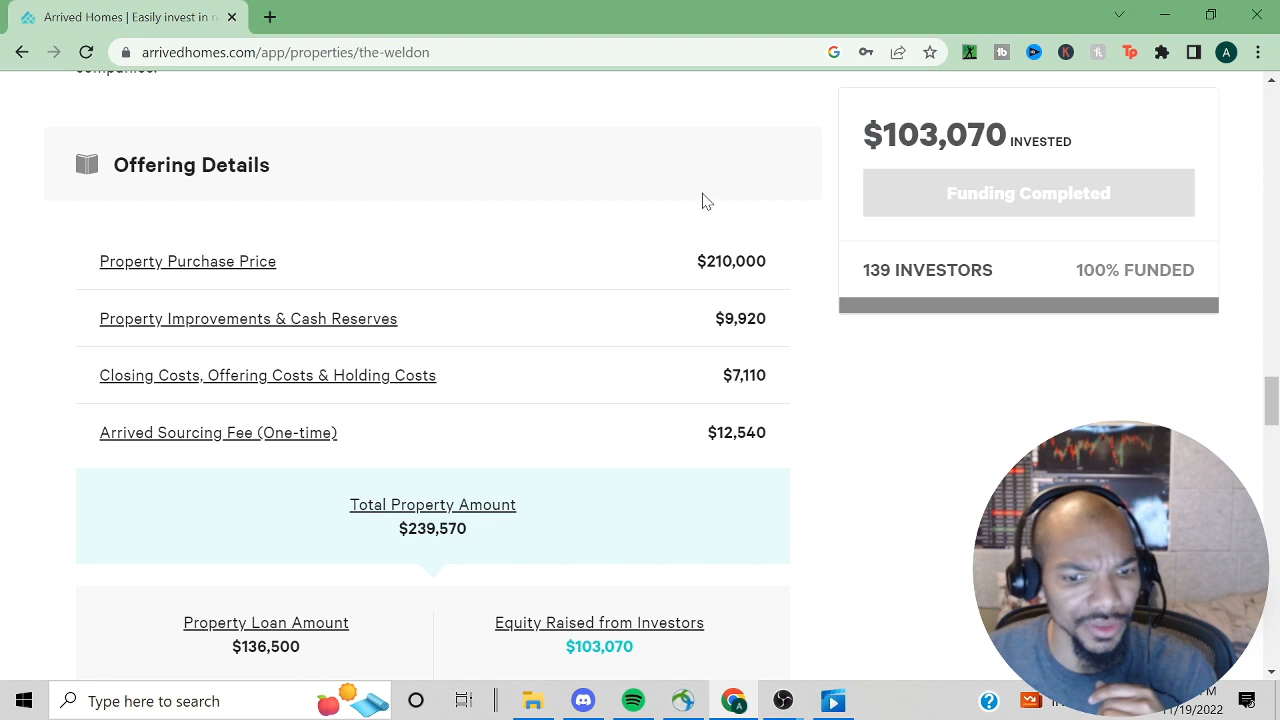 Arrived Homes | Easily invest in r
arrivedhomes.com/app/properties/the-weldon
Offering Details
Property Purchase Price $210,000
Property Improvements & Cash Reserves $9,920
Closing Costs, Offering Costs & Holding Costs $7,110
Arrived Sourcing Fee (One-time) $12,540
Total Property Amount
$239,570
Property Loan Amount
$136,500
Equity Raised from Investors
$103,070
$103,070 INVESTED
Funding Completed
139 INVESTORS 100% FUNDED
Type here to search